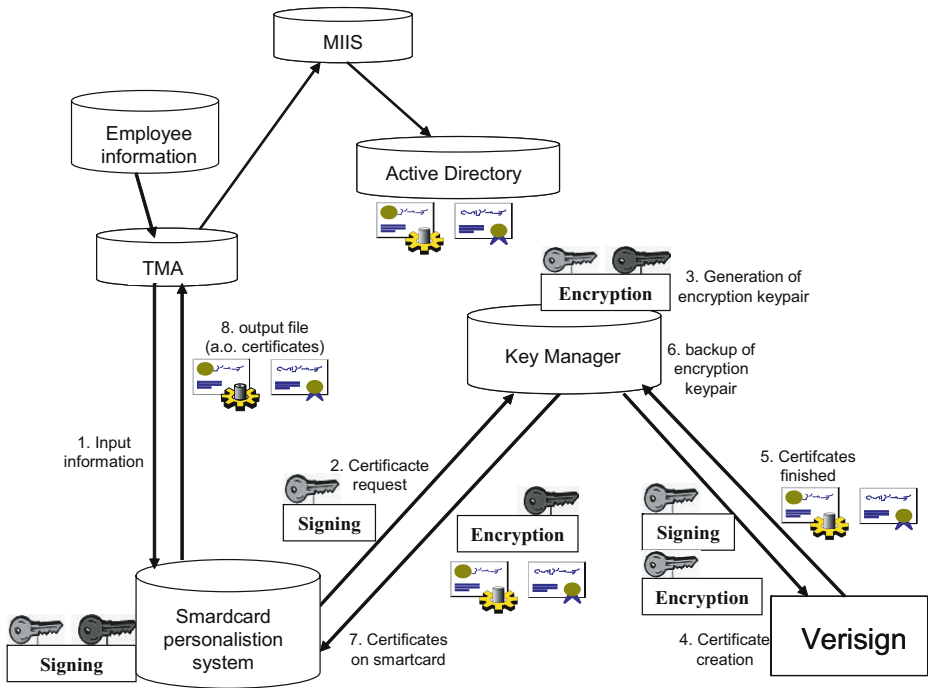 MIIS
Employee
information
Active Directory
TMA
3. Generation of
encryption keypair
Encryption
8. output file
(a.o. certificates)
Key Manager
6. backup of
encryption
keypair
1. Input
information
2. Certificacte
request
Signing
5. Certifcates
finished
Encryption
Signing
Encryption
Smardcard
personalistion
system
Signing
7. Certificates
on smartcard
4. Certificate
creation
Verisign